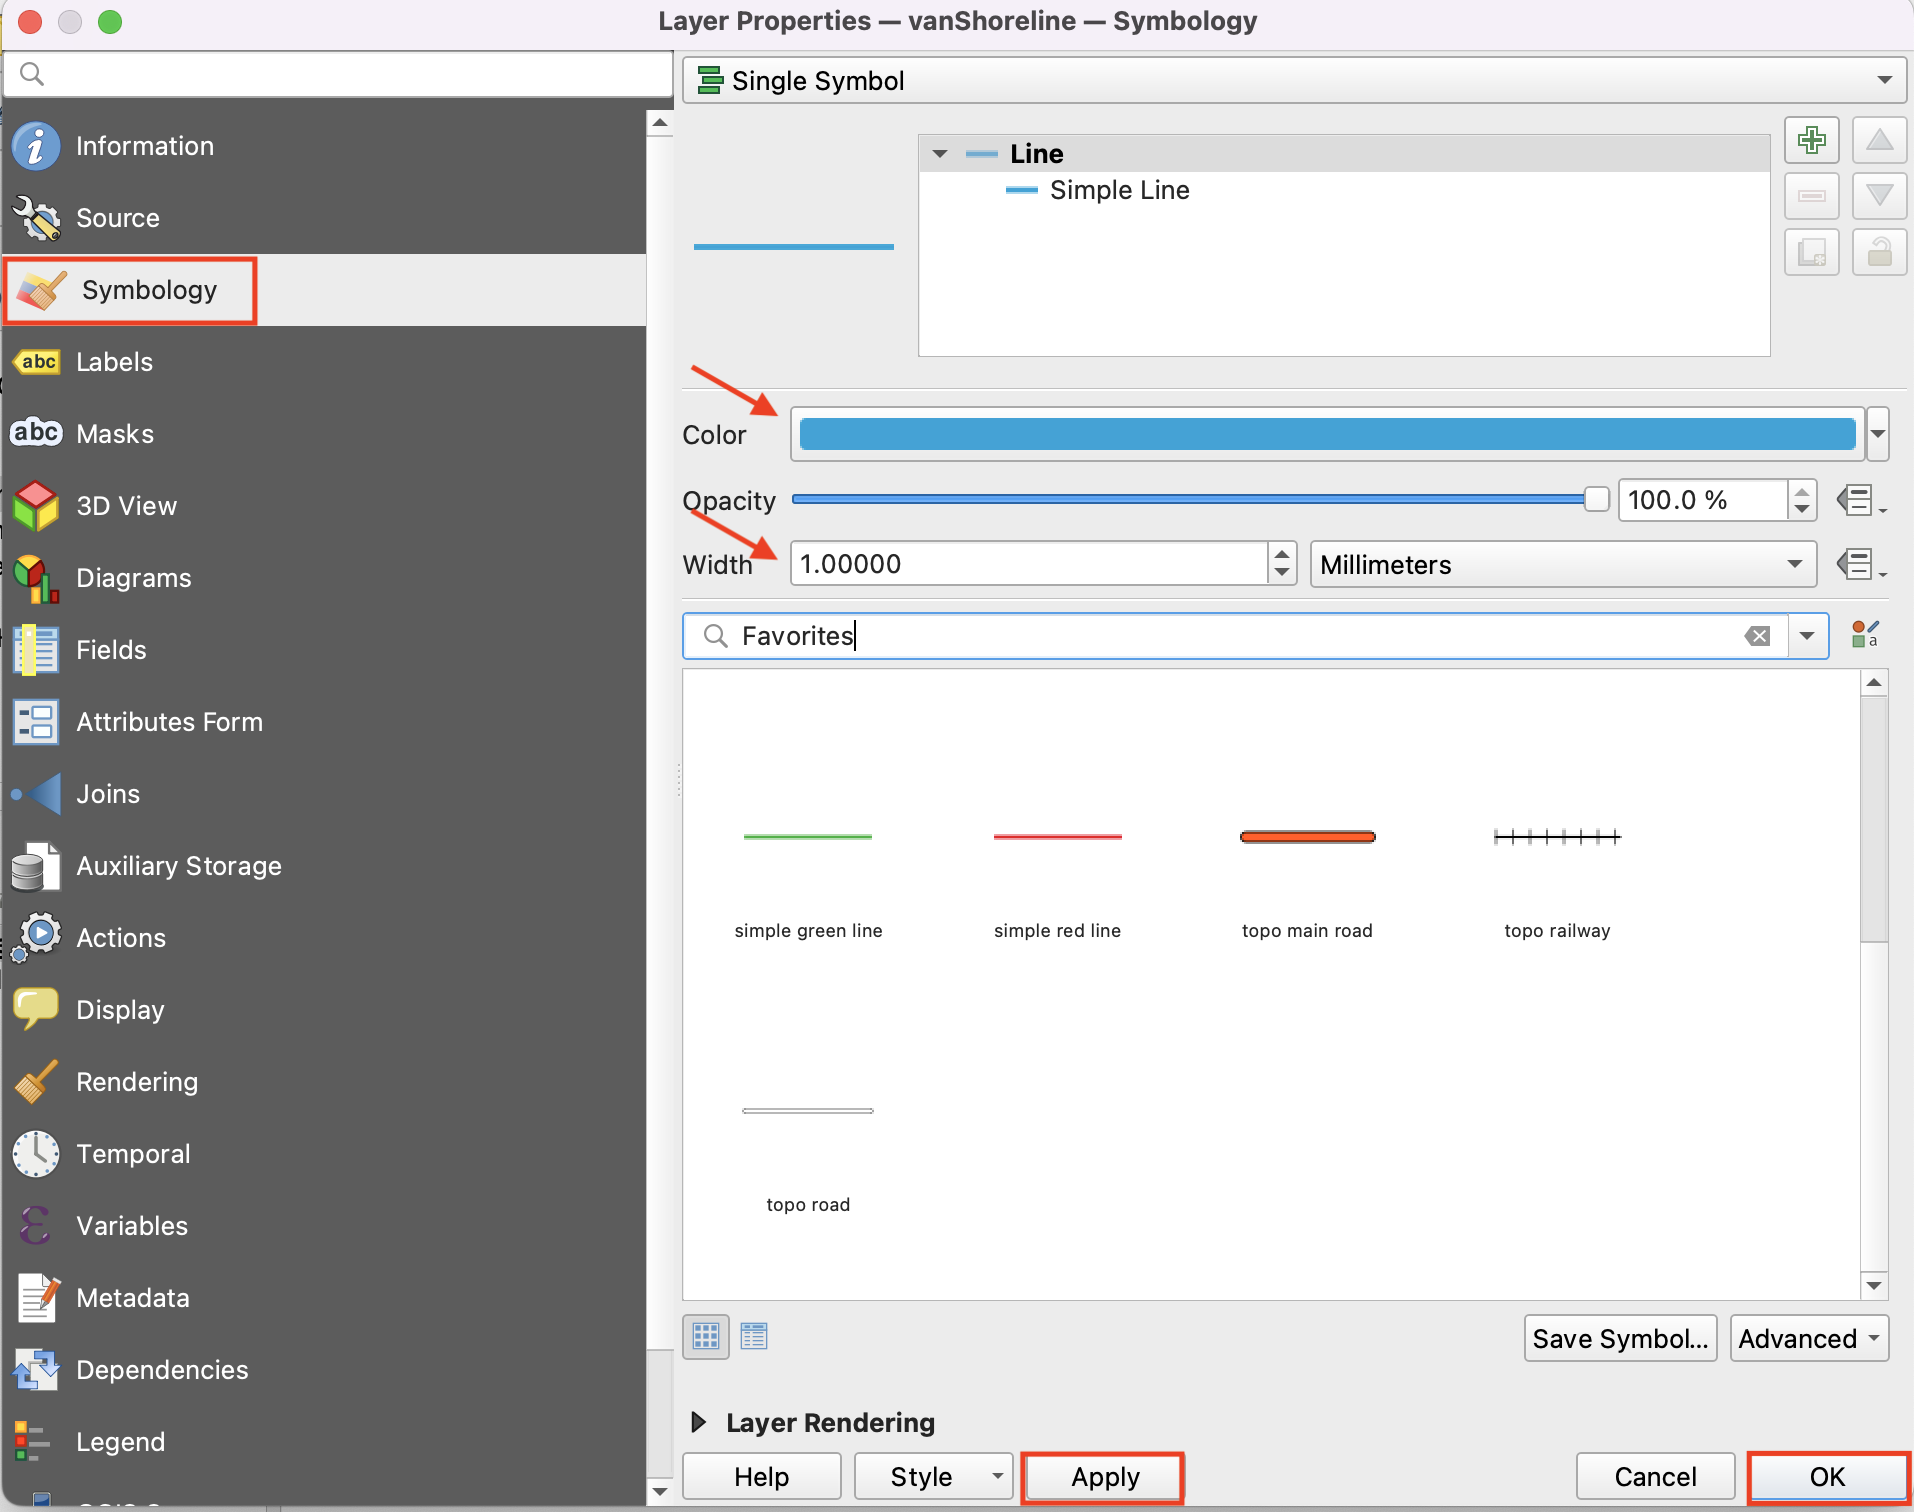 Layer Properties — vanShoreline — Symbology
Information
Source
Symbology
abc Labels
abc Masks
3D View
Diagrams
Fields
Attributes Form
Joins
Auxiliary Storage
Actions
Display
Rendering
Temporal
Variables
Metadata
Dependencies
Legend
Single Symbol
Line
Simple Line
Color
Opacity 100.0 %
Width 1.00000 Millimeters
Favorites
a
simple green line simple red line topo main road topo railway
topo road
Save Symbol... Advanced
Layer Rendering
Help Style Apply Cancel OK